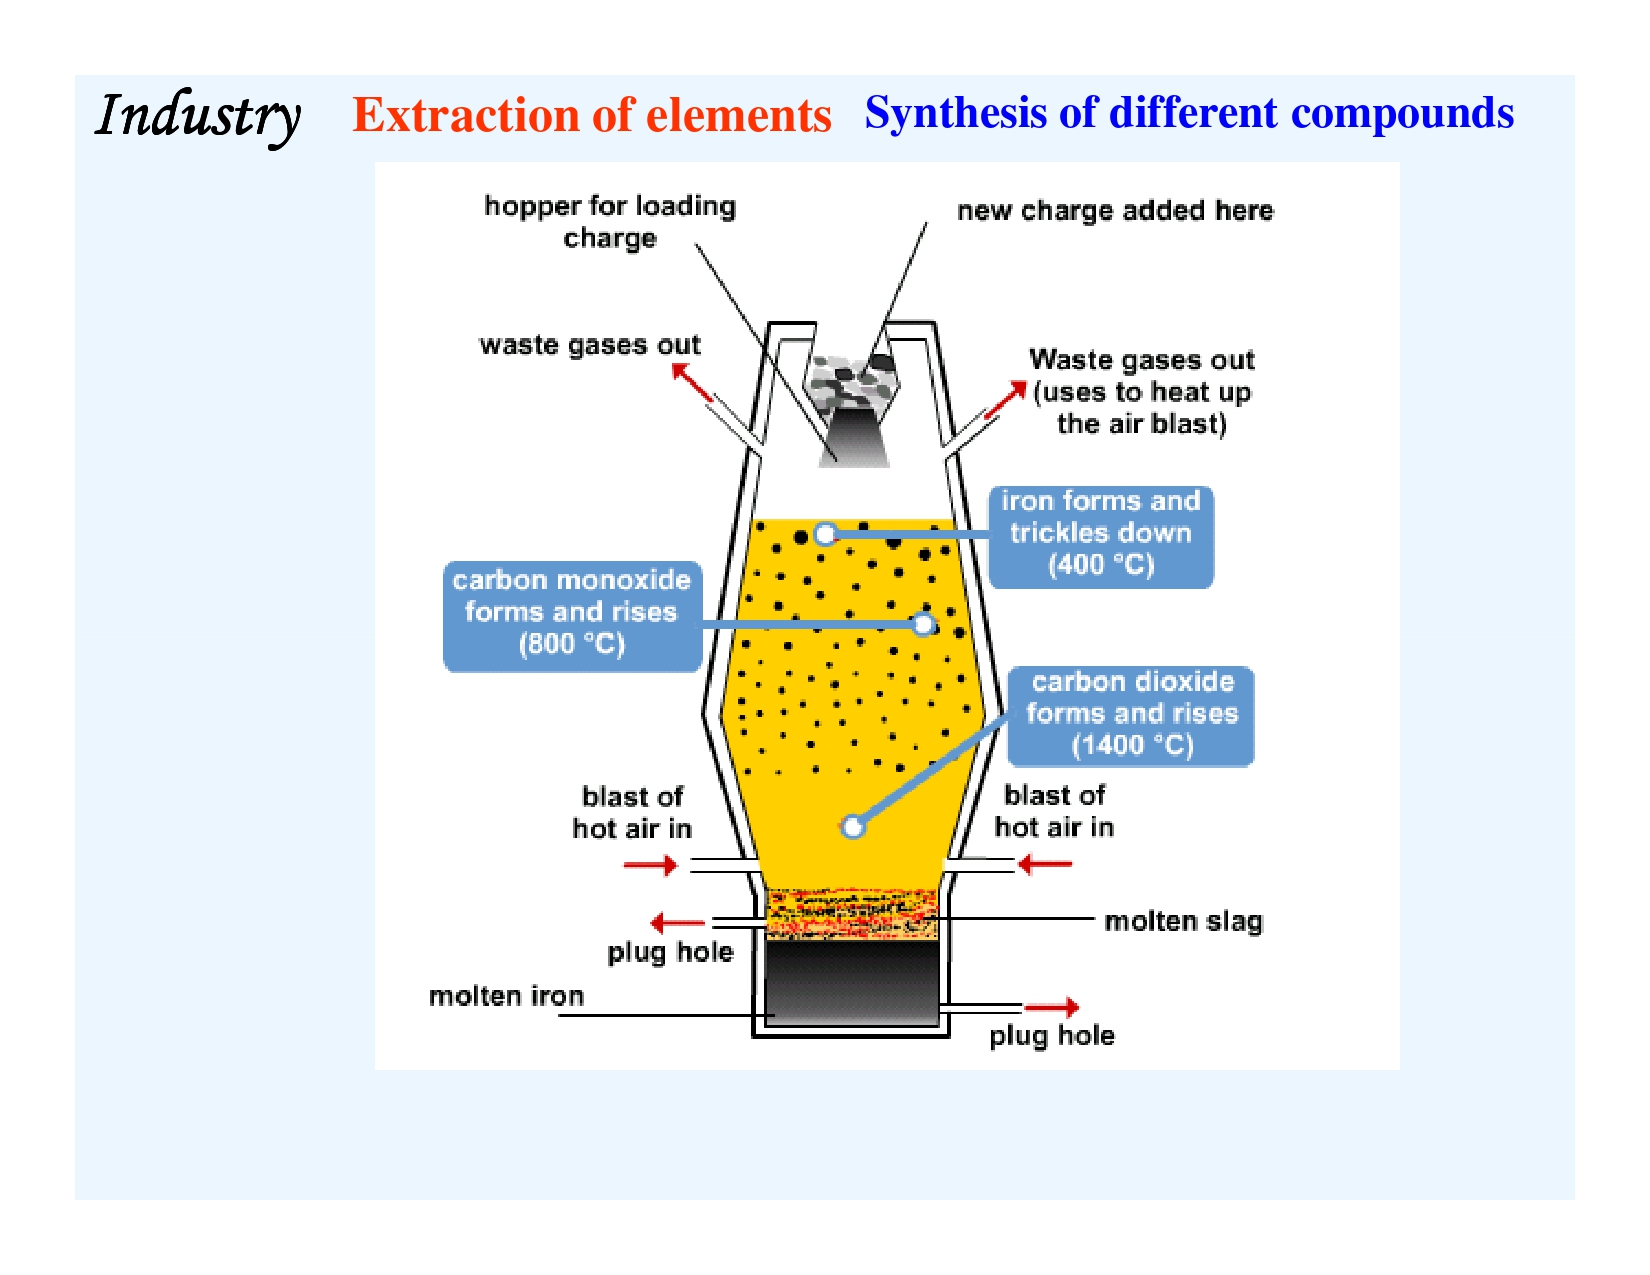 Industry
Extraction of elements
Synthesis of different compounds
hopper for loading
charge
new charge added here
waste gases out
Waste gases out
(uses to heat up
the air blast)
iron forms and
trickles down
(400 °C)
carbon monoxide
forms and rises
(800 °C)
carbon dioxide
forms and rises
(1400 °C)
blast of
hot air in
blast of
hot air in
molten slag
plug hole
molten iron
plug hole